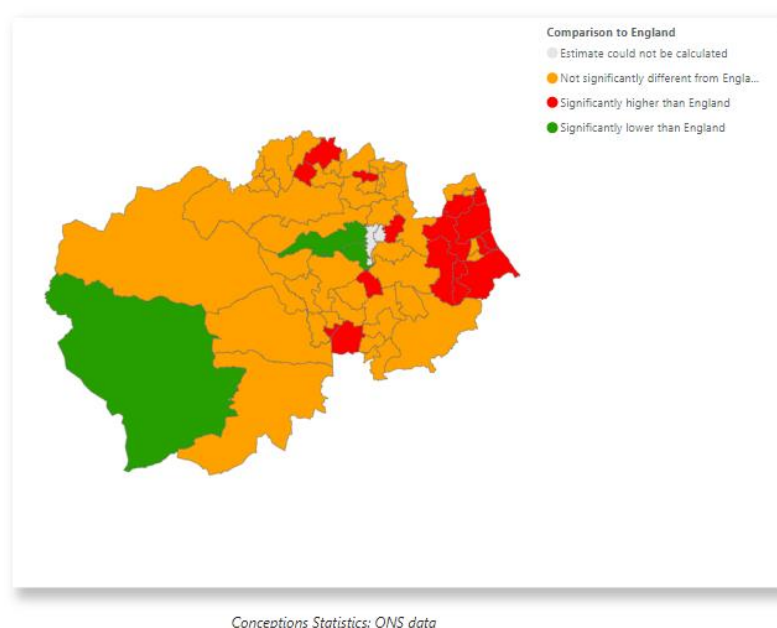 Comparison to England
Estimate could not be calculated
Not significantly different from Engla...
Significantly higher than England
Significantly lower than England
Conceptions Statistics: ONS data